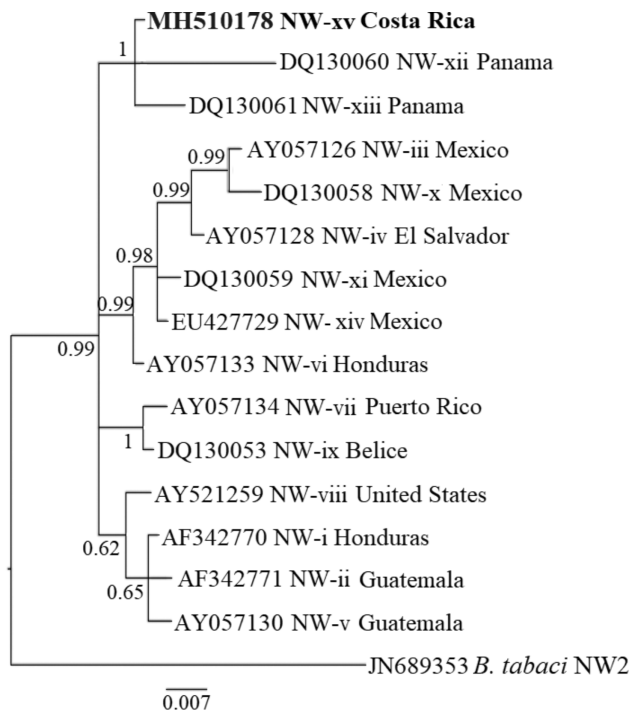 MH510178 NW-xv Costa Rica
1
DQ130060 NW-xii Panama
DQ130061 NW-xiii Panama
AY057126 NW-iii Mexico
0.99
DQ130058 NW-x Mexico
0.99
AY057128 NW-iv El Salvador
0.98
DQ130059 NW-xi Mexico
0.99
EU427729 NW- xiv Mexico
0.99
AY057133 NW-vi Honduras
AY057134 NW-vii Puerto Rico
1
DQ130053 NW-ix Belice
AY521259 NW-viii United States
AF342770 NW-i Honduras
0.62
AF342771 NW-ii Guatemala
0.65
AY057130 NW-v Guatemala
JN689353 B. tabaci NW2
0.007